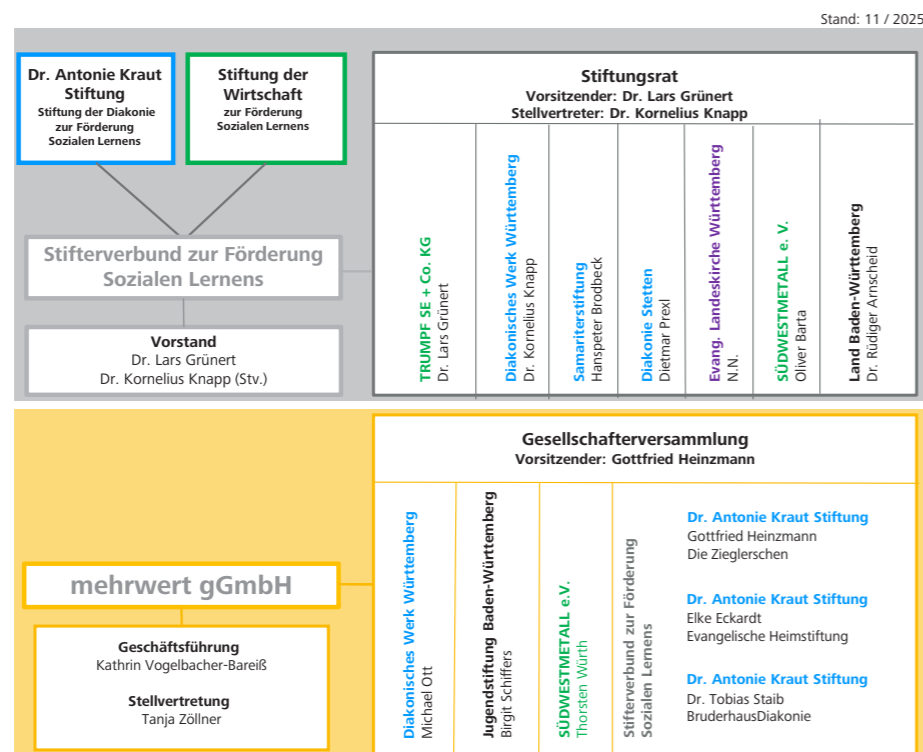 Stand: 11 / 2025
Dr. Antonie Kraut
Stiftung
Stiftung der Diakonie
zur Förderung
Sozialen Lernens
Stiftung der
Wirtschaft
zur Förderung
Sozialen Lernens
Stifterverbund zur Förderung
Sozialen Lernens
Vorstand
Dr. Lars Grünert
Dr. Kornelius Knapp (Stv.)
Stiftungsrat
Vorsitzender: Dr. Lars Grünert
Stellvertreter: Dr. Kornelius Knapp
TRUMPF SE + Co. KG
Dr. Lars Grünert
Diakonisches Werk Württemberg
Dr. Kornelius Knapp
Samariterstiftung
Hanspeter Brodbeck
Diakonie Stetten
Dietmar Prexl
Evang. Landeskirche Württemberg
N.N.
SÜDWESTMETALL e. V.
Oliver Barta
Land Baden-Württemberg
Dr. Rüdiger Arnscheid
mehrwert gGmbH
Geschäftsführung
Kathrin Vogelbacher-Bareiß
Stellvertretung
Tanja Zöllner
Gesellschafterversammlung
Vorsitzender: Gottfried Heinzmann
Diakonisches Werk Württemberg
Michael Ott
Jugendstiftung Baden-Württemberg
Birgit Schiffers
SÜDWESTMETALL e.V.
Thorsten Würth
Stifterverbund zur Förderung
Sozialen Lernens
Dr. Antonie Kraut Stiftung
Gottfried Heinzmann
Die Zieglerschen
Dr. Antonie Kraut Stiftung
Elke Eckardt
Evangelische Heimstiftung
Dr. Antonie Kraut Stiftung
Dr. Tobias Staib
BruderhausDiakonie